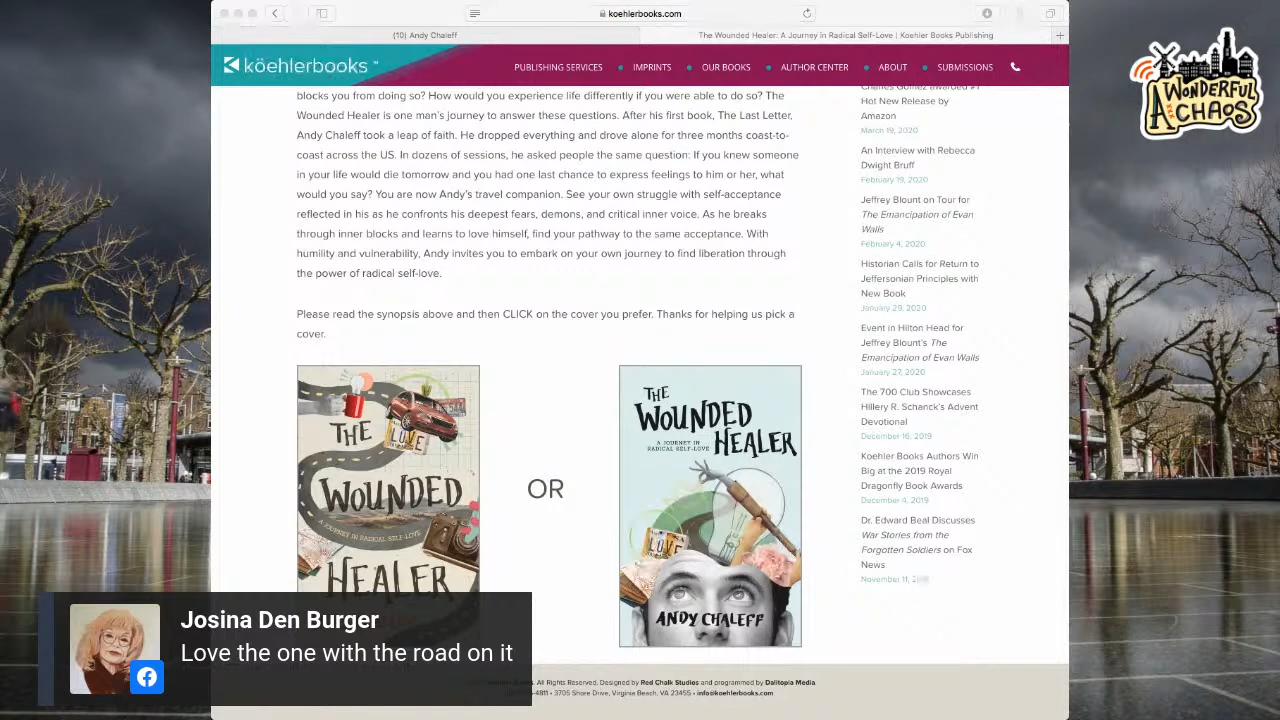 koehlerbooks.com
(10) Andy Chaleff
The Wounded Healer: A Journey in Radical Self-Love | Koehler Books Publishing
köehlerbooks™
PUBLISHING SERVICES
IMPRINTS
OUR BOOKS
AUTHOR CENTER
ABOUT
SUBMISSIONS
blocks you from doing so? How would you experience life differently if you were able to do so? The
Wounded Healer is one man's journey to answer these questions. After his first book, The Last Letter,
Andy Chaleff took a leap of faith. He dropped everything and drove alone for three months coast-to-
coast across the US. In dozens of sessions, he asked people the same question: If you knew someone
in your life would die tomorrow and you had one last chance to express feelings to him or her, what
would you say? You are now Andy's travel companion. See your own struggle with self-acceptance
reflected in his as he confronts his deepest fears, demons, and critical inner voice. As he breaks
through inner blocks and learns to love himself, find your pathway to the same acceptance. With
humility and vulnerability, Andy invites you to embark on your own journey to find liberation through
the power of radical self-love.
Please read the synopsis above and then CLICK on the cover you prefer. Thanks for helping us pick a
cover.
THE
LOVE
WOUNDED
A JOURNEY IN RADICAL SELF-LOVE
HEALER
OR
THE
WOUNDED
A JOURNEY IN
RADICAL SELF-LOVE
HEALER
LOVE
ANDY CHALEFF
Charles Gomez awarded #1
Hot New Release by
Amazon
March 19, 2020
An Interview with Rebecca
Dwight Bruff
February 19, 2020
Jeffrey Blount on Tour for
The Emancipation of Evan
Walls
February 4, 2020
Historian Calls for Return to
Jeffersonian Principles with
New Book
January 29, 2020
Event in Hilton Head for
Jeffrey Blount's The
Emancipation of Evan Walls
January 27, 2020
The 700 Club Showcases
Hillery R. Schanck's Advent
Devotional
December 16, 2019
Koehler Books Authors Win
Big at the 2019 Royal
Dragonfly Book Awards
December 4, 2019
Dr. Edward Beal Discusses
War Stories from the
Forgotten Soldiers on Fox
News
November 11,
All Rights Reserved. Designed by Red Chalk Studios and programmed by Dalitopia Media.
4811 • 3705 Shore Drive, Virginia Beach, VA 23455 • info@koehlerbooks.com
Josina Den Burger
Love the one with the road on it
A WONDERFUL
CHAOS
XXX